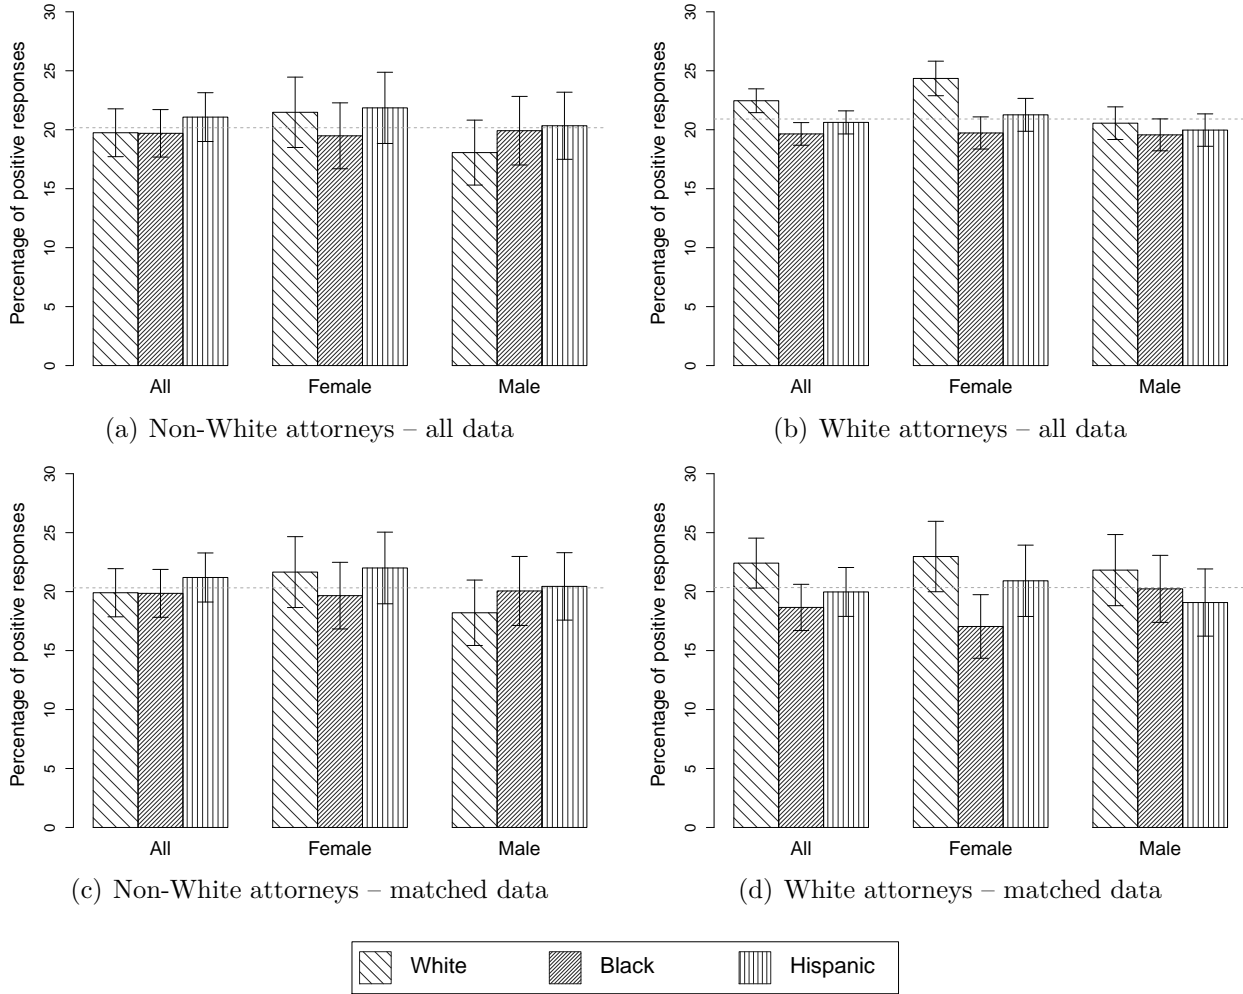 Percentage of positive responses
0 5 10 15 20 25 30
All Female Male
(a) Non-White attorneys – all data
Percentage of positive responses
0 5 10 15 20 25 30
All Female Male
(b) White attorneys – all data
Percentage of positive responses
0 5 10 15 20 25 30
All Female Male
(c) Non-White attorneys – matched data
Percentage of positive responses
0 5 10 15 20 25 30
All Female Male
(d) White attorneys – matched data
White Black Hispanic